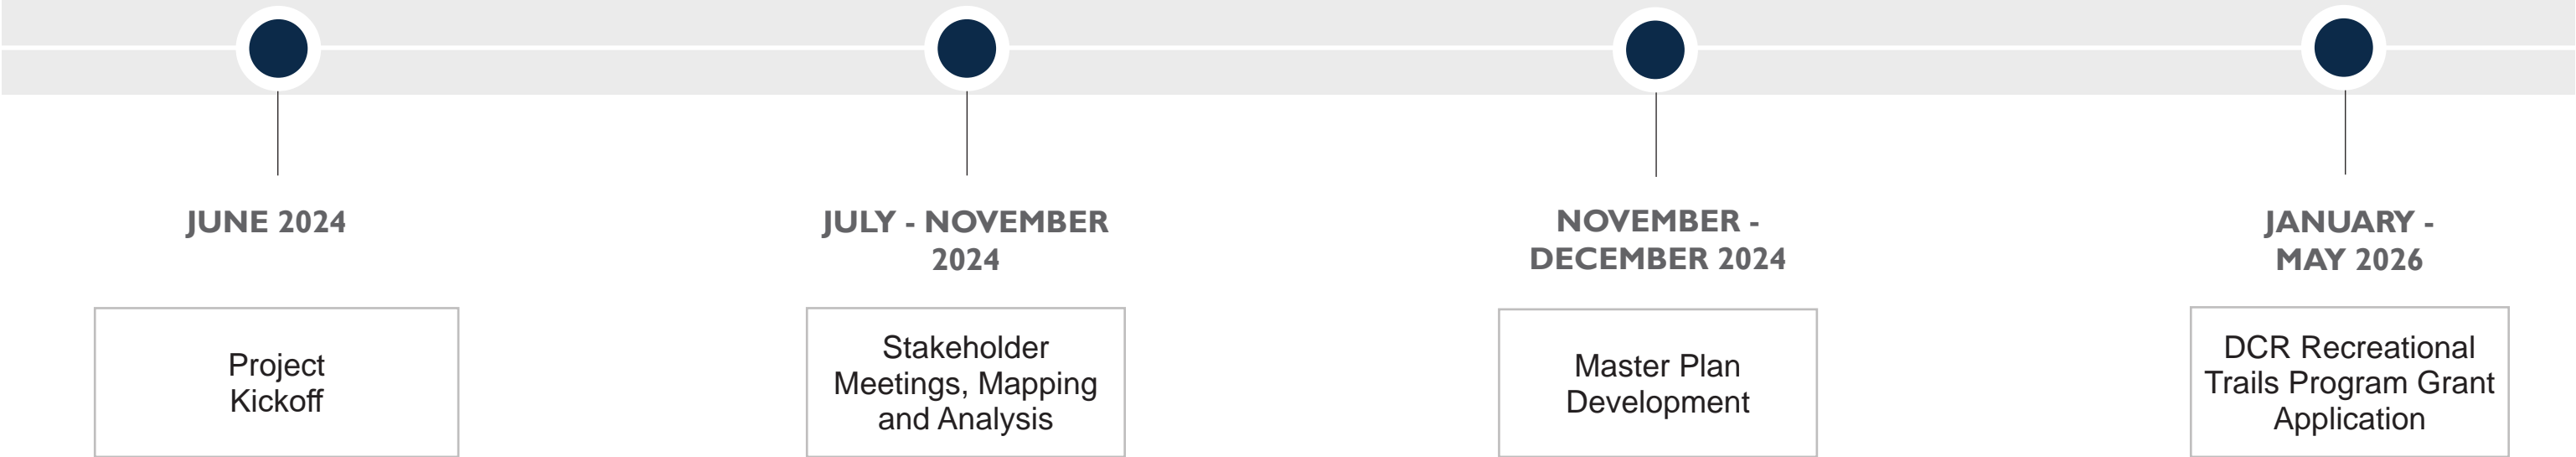 JUNE 2024
Project
Kickoff
JULY - NOVEMBER
2024
Stakeholder
Meetings, Mapping
and Analysis
NOVEMBER -
DECEMBER 2024
Master Plan
Development
JANUARY -
MAY 2026
DCR Recreational
Trails Program Grant
Application